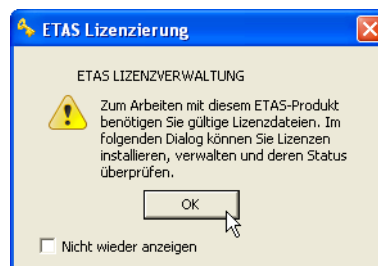 ETAS Lizenzierung
ETAS LIZENZVERWALTUNG
Zum Arbeiten mit diesem ETAS-Produkt
benötigen Sie gültige Lizenzdateien. Im
folgenden Dialog können Sie Lizenzen
installieren, verwalten und deren Status
überprüfen.
OK
Nicht wieder anzeigen